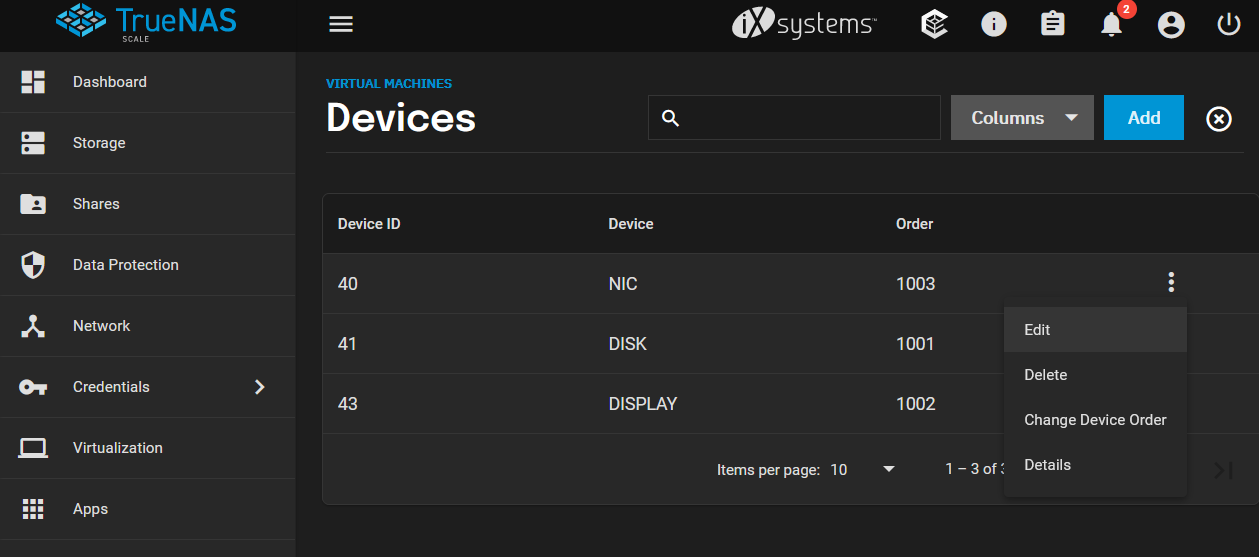 TrueNAS
SCALE
iXsystems™
2
Dashboard
Storage
Shares
Data Protection
Network
Credentials
Virtualization
Apps
VIRTUAL MACHINES
Devices
Columns
Add
Device ID Device Order
40 NIC 1003
41 DISK 1001
43 DISPLAY 1002
Items per page: 10 1 – 3 of 3
Edit
Delete
Change Device Order
Details